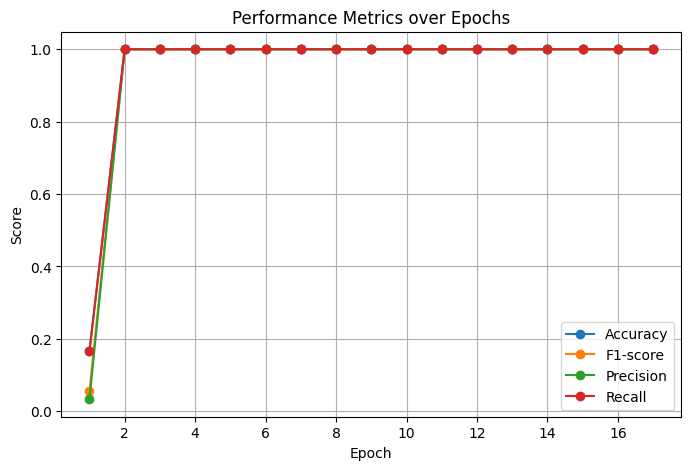 Performance Metrics over Epochs
Score
1.0
0.8
0.6
0.4
0.2
0.0
2 4 6 8 10 12 14 16
Epoch
Accuracy
F1-score
Precision
Recall